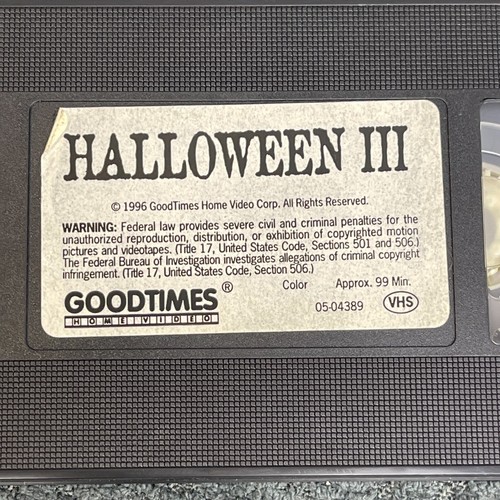 HALLOWEEN III
© 1996 GoodTimes Home Video Corp. All Rights Reserved.
WARNING: Federal law provides severe civil and criminal penalties for the
unauthorized reproduction, distribution, or exhibition of copyrighted motion
pictures and videotapes. (Title 17, United States Code, Sections 501 and 506.)
The Federal Bureau of Investigation investigates allegations of criminal copyright
infringement. (Title 17, United States Code, Section 506.)
Color Approx. 99 Min.
GOODTIMES®
HOME VIDEO
05-04389 VHS